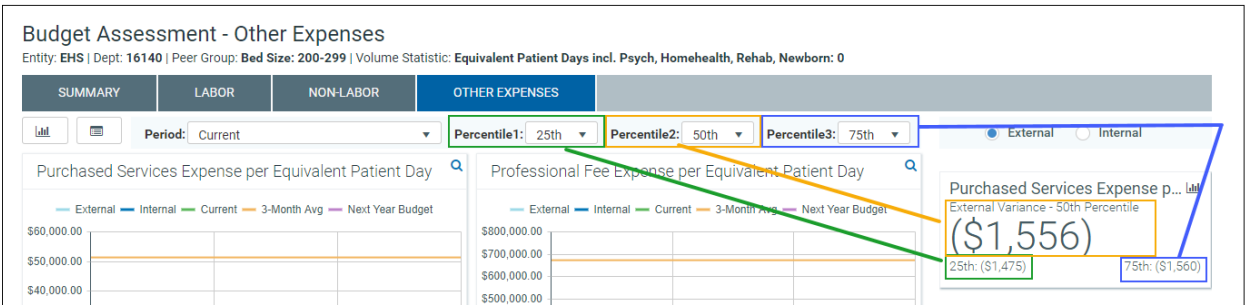 Budget Assessment - Other Expenses
Entity: EHS | Dept: 16140 | Peer Group: Bed Size: 200-299 | Volume Statistic: Equivalent Patient Days incl. Psych, Homehealth, Rehab, Newborn: 0
SUMMARY LABOR NON-LABOR OTHER EXPENSES
Period: Current Percentile1: 25th Percentile2: 50th Percentile3: 75th External Internal
Purchased Services Expense per Equivalent Patient Day
External Internal Current 3-Month Avg Next Year Budget
$60,000.00
$50,000.00
$40,000.00
Professional Fee Expense per Equivalent Patient Day
External Internal Current 3-Month Avg Next Year Budget
$800,000.00
$700,000.00
$600,000.00
$500,000.00
Purchased Services Expense p...
External Variance - 50th Percentile
($1,556)
25th: ($1,475) 75th: ($1,560)